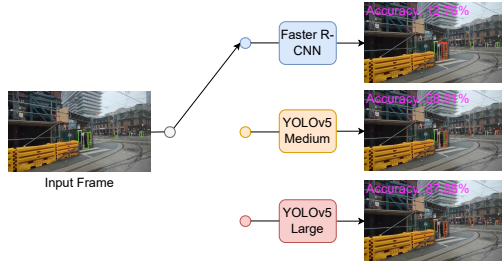 Faster R-
CNN
Accuracy:
YOLOv5
Medium
Accuracy:
Input Frame
YOLOv5
Large
Accuracy: